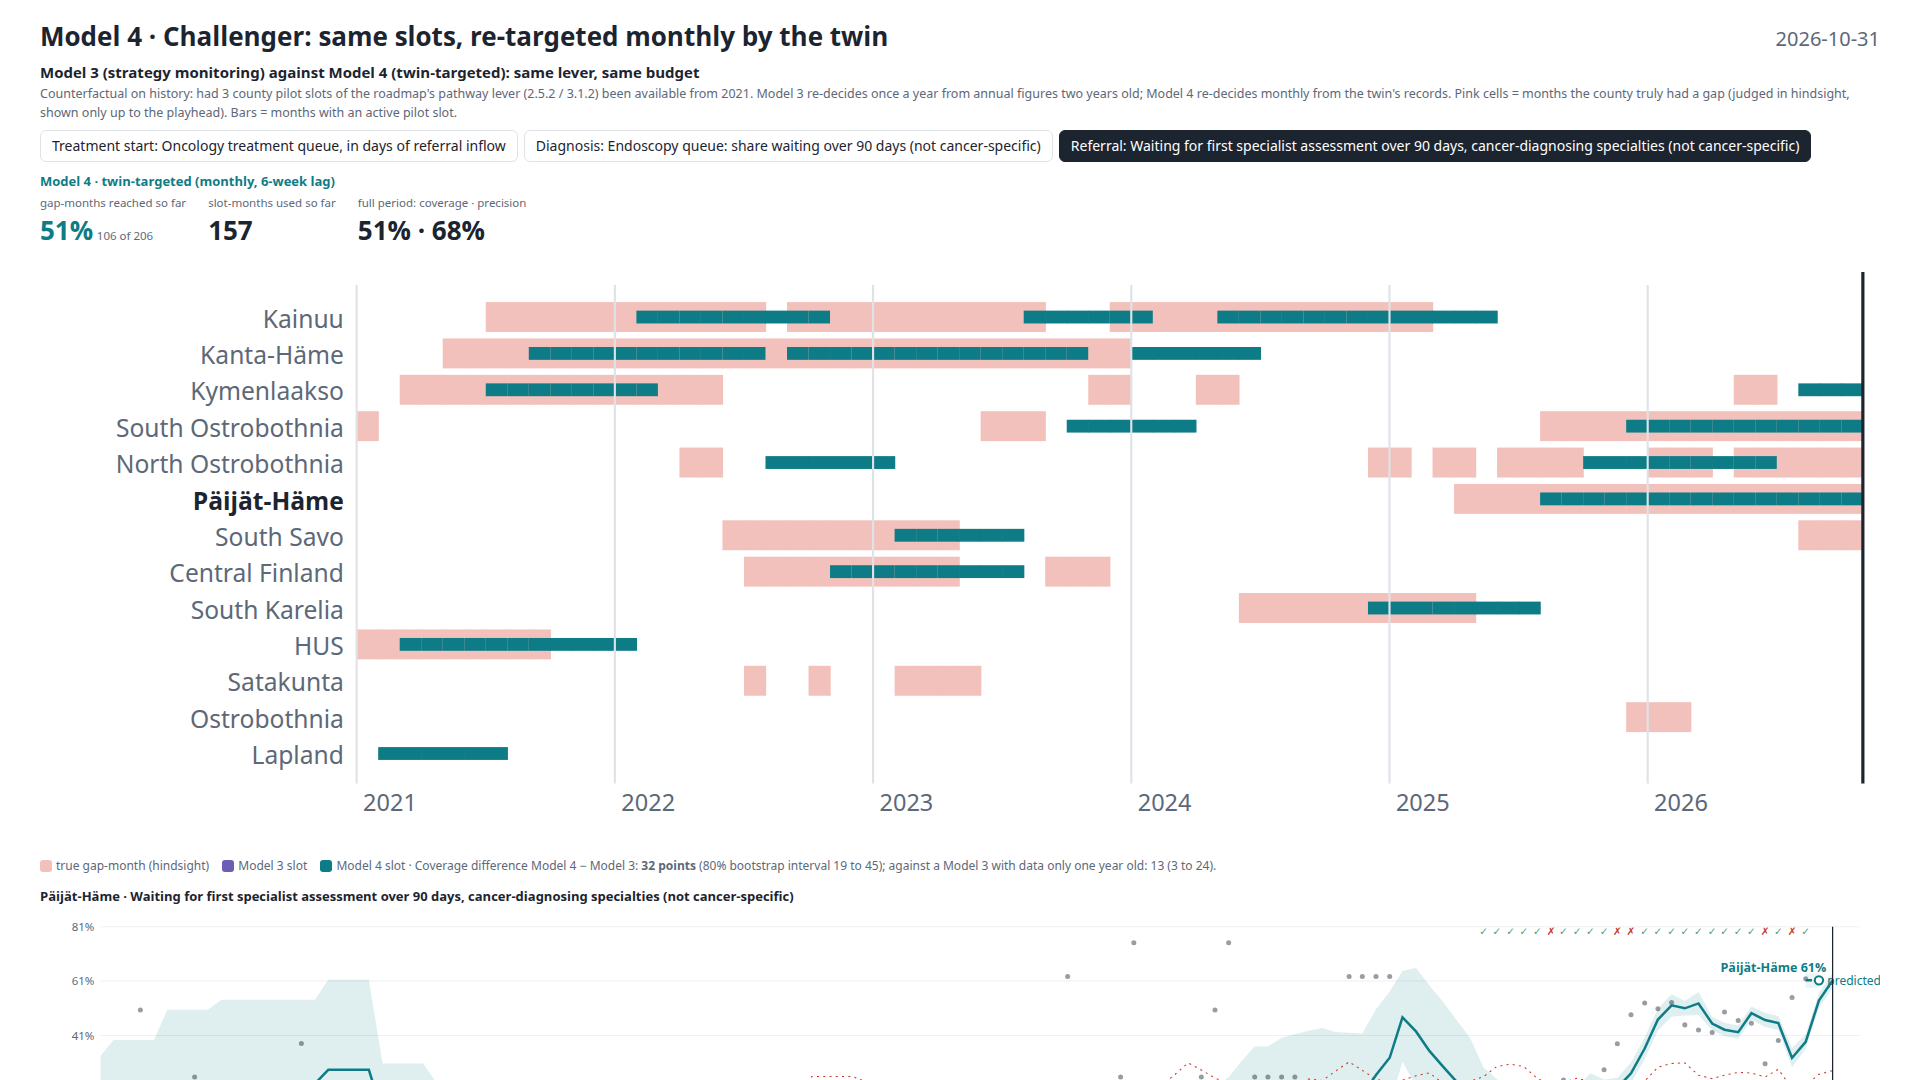 Model 4 · Challenger: same slots, re-targeted monthly by the twin
2026-10-31
Model 3 (strategy monitoring) against Model 4 (twin-targeted): same lever, same budget
Counterfactual on history: had 3 county pilot slots of the roadmap's pathway lever (2.5.2 / 3.1.2) been available from 2021. Model 3 re-decides once a year from annual figures two years old; Model 4 re-decides monthly from the twin's records. Pink cells = months the county truly had a gap (judged in hindsight,
shown only up to the playhead). Bars = months with an active pilot slot.
Treatment start: Oncology treatment queue, in days of referral inflow
Diagnosis: Endoscopy queue: share waiting over 90 days (not cancer-specific)
Referral: Waiting for first specialist assessment over 90 days, cancer-diagnosing specialties (not cancer-specific)
Model 4 · twin-targeted (monthly, 6-week lag)
gap-months reached so far
slot-months used so far
full period: coverage · precision
51% 106 of 206
157
51% · 68%
Kainuu
Kanta-Häme
Kymenlaakso
South Ostrobothnia
North Ostrobothnia
Päijät-Häme
South Savo
Central Finland
South Karelia
HUS
Satakunta
Ostrobothnia
Lapland
2021
2022
2023
2024
2025
2026
true gap-month (hindsight)
Model 3 slot
Model 4 slot · Coverage difference Model 4 − Model 3: 32 points (80% bootstrap interval 19 to 45); against a Model 3 with data only one year old: 13 (3 to 24).
Päijät-Häme · Waiting for first specialist assessment over 90 days, cancer-diagnosing specialties (not cancer-specific)
81%
✓ ✓ ✓ ✓ ✓ ✗ ✓ ✓ ✓ ✓ ✗ ✗ ✓ ✓ ✓ ✓ ✓ ✓ ✓ ✓ ✓ ✗ ✓ ✗ ✓
Päijät-Häme 61%
61%
predicted
41%